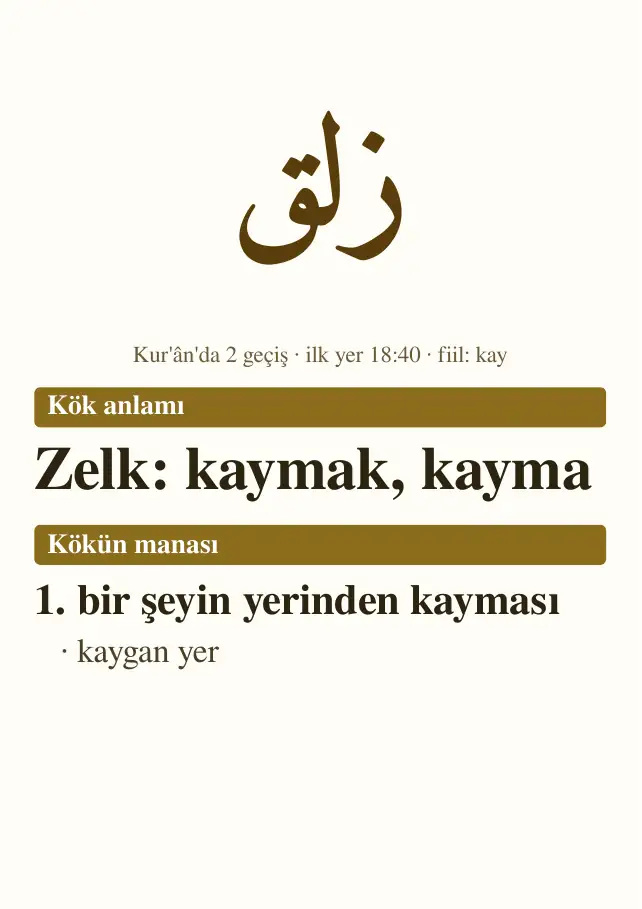 زلق
Kur'ân'da 2 geçiş · ilk yer 18:40 · fiil: kay
Kök anlamı
Zelk: kaymak, kayma
Kökün manası
1. bir şeyin yerinden kayması
· kaygan yer